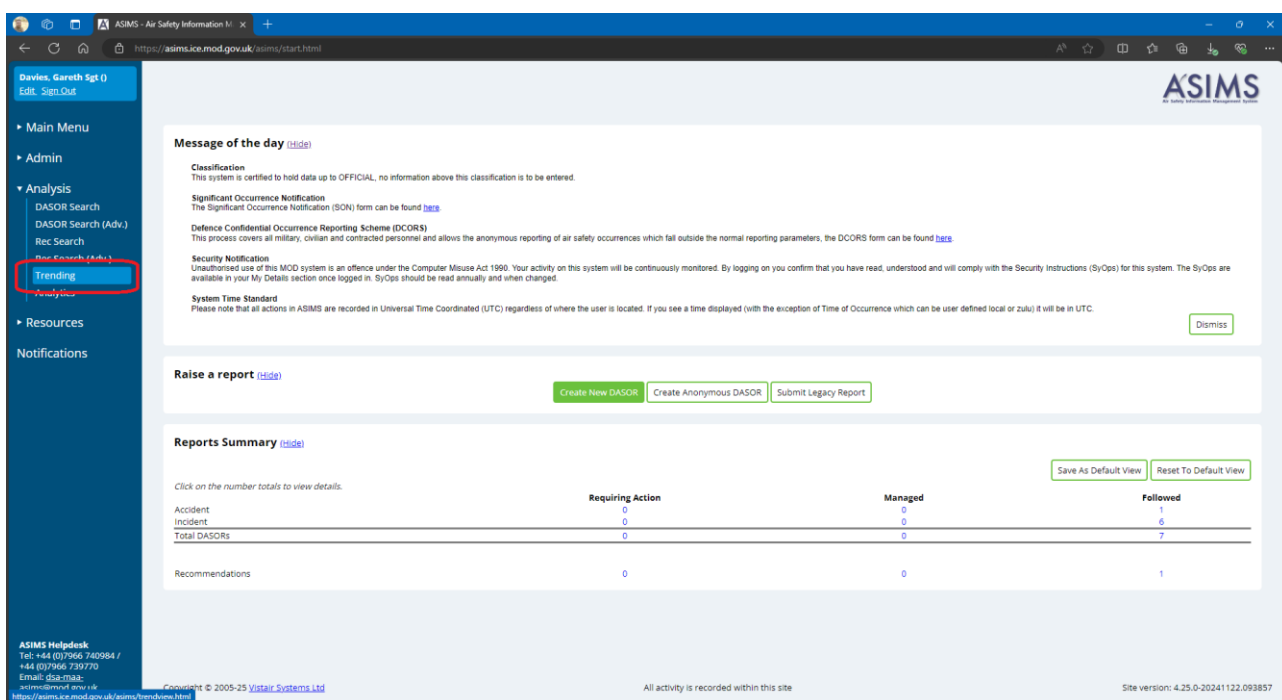 ASIMS - Air Safety Information M
https://asims.ice.mod.gov.uk/asims/start.html
Davies, Gareth Sgt ()
Edit Sign Out
ASIMS
Air Safety Information Management System
Main Menu
Admin
Analysis
DASOR Search
DASOR Search (Adv.)
Rec Search
Rec Search (Adv.)
Trending
Analytics
Resources
Notifications
Message of the day (Hide)
Classification
This system is certified to hold data up to OFFICIAL, no information above this classification is to be entered.
Significant Occurrence Notification
The Significant Occurrence Notification (SON) form can be found here.
Defence Confidential Occurrence Reporting Scheme (DCORS)
This process covers all military, civilian and contracted personnel and allows the anonymous reporting of air safety occurrences which fall outside the normal reporting parameters, the DCORS form can be found here.
Security Notification
Unauthorised use of this MOD system is an offence under the Computer Misuse Act 1990. Your activity on this system will be continuously monitored. By logging on you confirm that you have read, understood and will comply with the Security Instructions (SyOps) for this system. The SyOps are
available in your My Details section once logged in. SyOps should be read annually and when changed.
System Time Standard
Please note that all actions in ASIMS are recorded in Universal Time Coordinated (UTC) regardless of where the user is located. If you see a time displayed (with the exception of Time of Occurrence which can be user defined local or zulu) it will be in UTC.
Dismiss
Raise a report (Hide)
Create New DASOR Create Anonymous DASOR Submit Legacy Report
Reports Summary (Hide)
Save As Default View Reset To Default View
Click on the number totals to view details.
Requiring Action Managed Followed
Accident 0 0 1
Incident 0 0 6
Total DASORs 0 0 7
Recommendations 0 0 1
ASIMS Helpdesk
Tel: +44 (0)7966 740984 /
+44 (0)7966 739770
Email: dsa-maa-
asims@mod.gov.uk
https://asims.ice.mod.gov.uk/asims/trendview.html
Copyright © 2005-25 Vistair Systems Ltd
All activity is recorded within this site
Site version: 4.25.0-20241122.093857